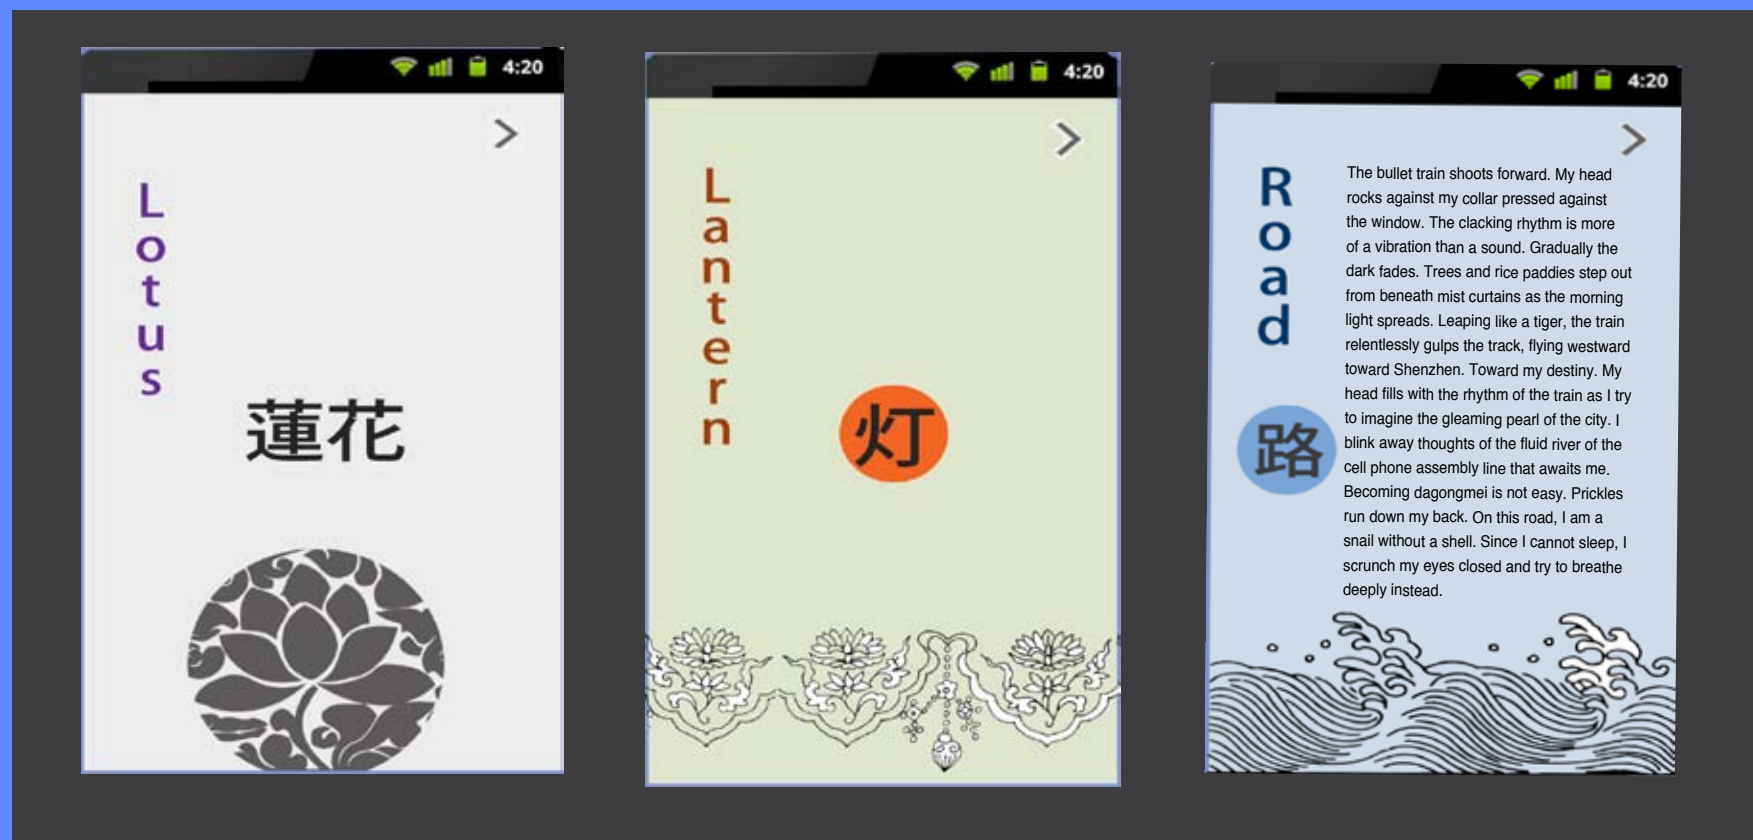 4:20
>
Lotus
蓮花
4:20
>
Lantern
灯
4:20
>
Road
路
The bullet train shoots forward. My head
rocks against my collar pressed against
the window. The clacking rhythm is more
of a vibration than a sound. Gradually the
dark fades. Trees and rice paddies step out
from beneath mist curtains as the morning
light spreads. Leaping like a tiger, the train
relentlessly gulps the track, flying westward
toward Shenzhen. Toward my destiny. My
head fills with the rhythm of the train as I try
to imagine the gleaming pearl of the city. I
blink away thoughts of the fluid river of the
cell phone assembly line that awaits me.
Becoming dagongmei is not easy. Prickles
run down my back. On this road, I am a
snail without a shell. Since I cannot sleep, I
scrunch my eyes closed and try to breathe
deeply instead.